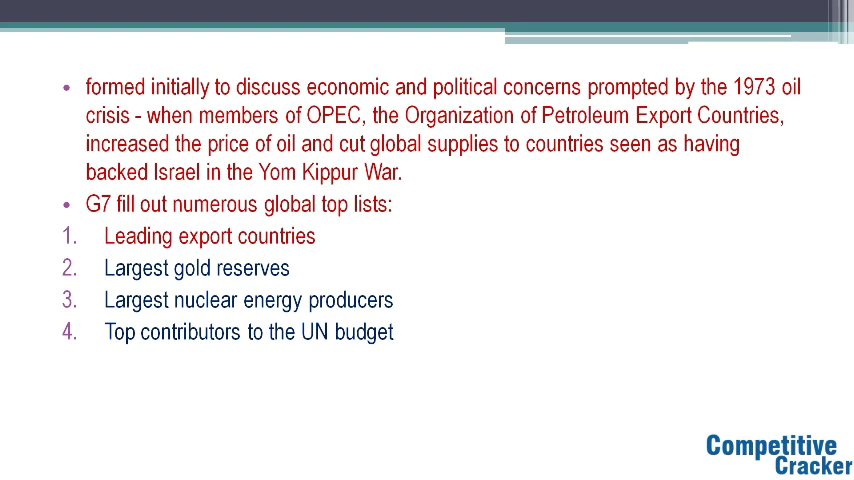 • formed initially to discuss economic and political concerns prompted by the 1973 oil
crisis - when members of OPEC, the Organization of Petroleum Export Countries,
increased the price of oil and cut global supplies to countries seen as having
backed Israel in the Yom Kippur War.
• G7 fill out numerous global top lists:
1. Leading export countries
2. Largest gold reserves
3. Largest nuclear energy producers
4. Top contributors to the UN budget
Competitive
Cracker